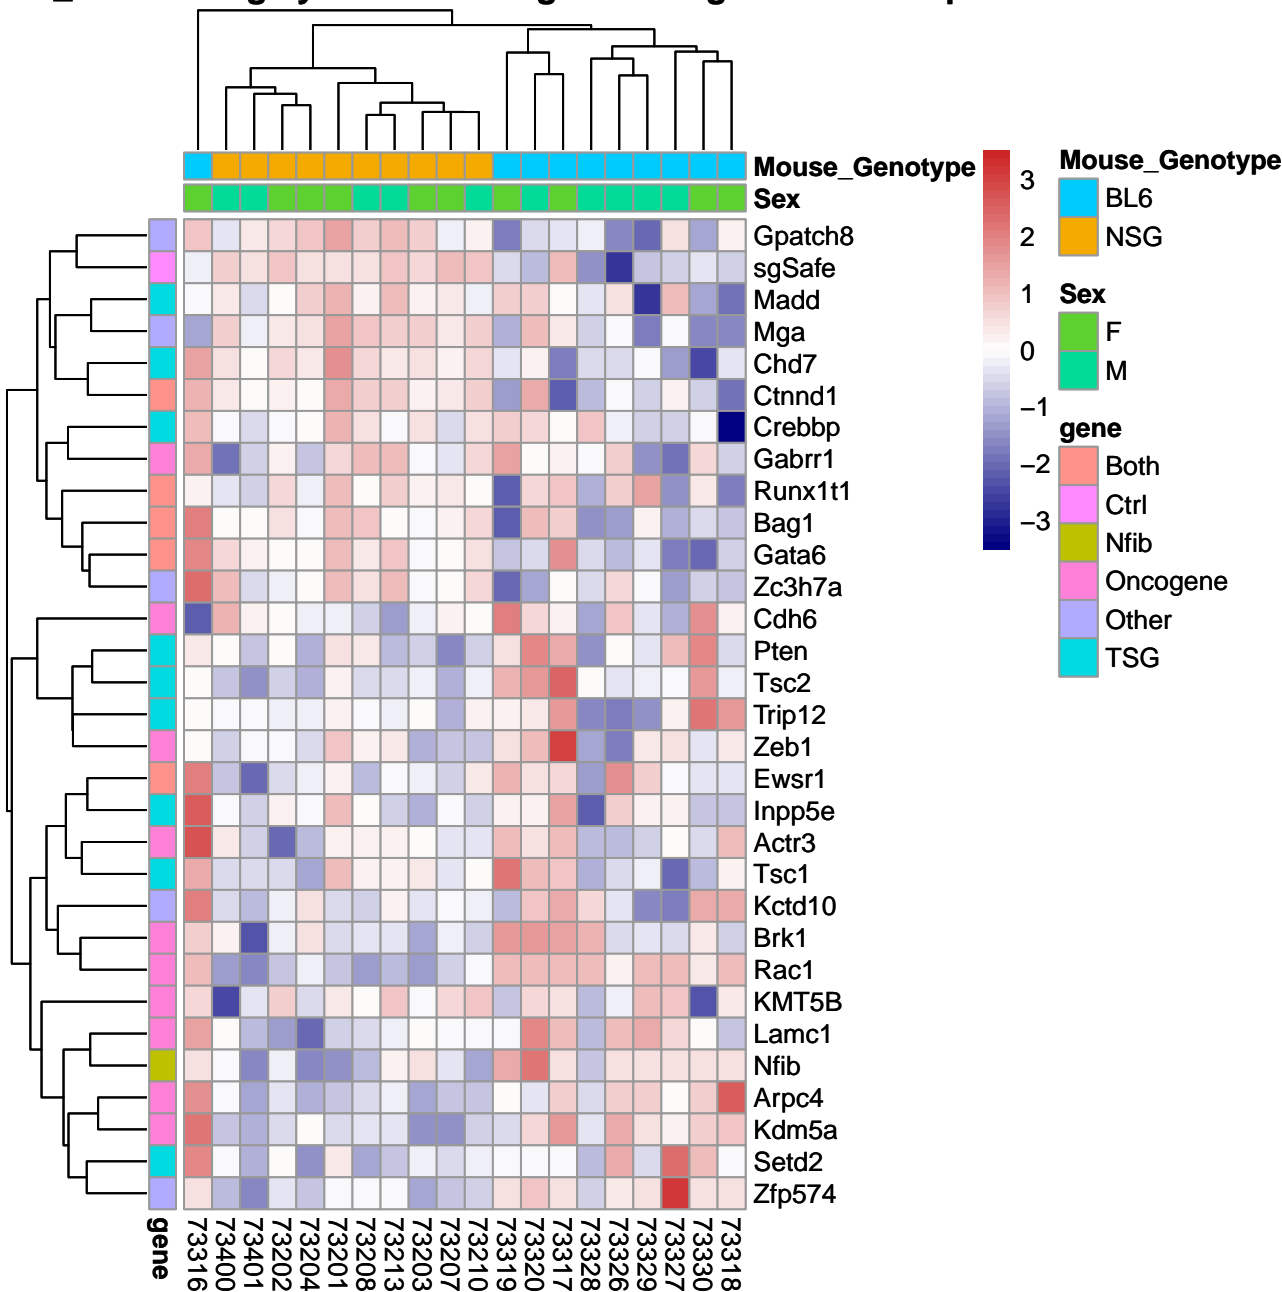 Mouse_Genotype
Sex
3
2
1
0
−1
−2
−3
Mouse_Genotype
BL6
NSG
Sex
F
M
gene
Both
Ctrl
Nfib
Oncogene
Other
TSG
Gpatch8
sgSafe
Madd
Mga
Chd7
Ctnnd1
Crebbp
Gabrr1
Runx1t1
Bag1
Gata6
Zc3h7a
Cdh6
Pten
Tsc2
Trip12
Zeb1
Ewsr1
Inpp5e
Actr3
Tsc1
Kctd10
Brk1
Rac1
KMT5B
Lamc1
Nfib
Arpc4
Kdm5a
Setd2
Zfp574
gene
73316
73400
73401
73202
73204
73201
73208
73213
73203
73207
73210
73319
73320
73317
73328
73326
73329
73327
73330
73318